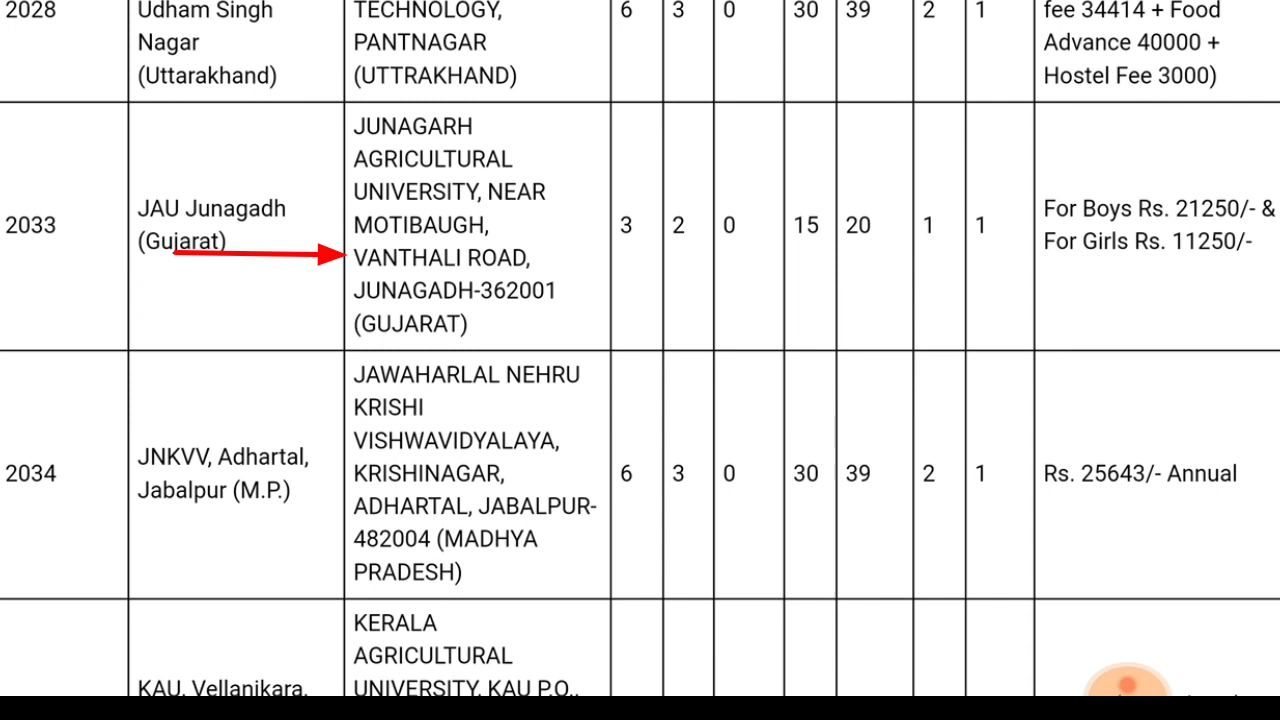 2028
Udham Singh
Nagar
(Uttarakhand)
TECHNOLOGY,
PANTNAGAR
(UTTRAKHAND)
6
3
0
30
39
2
1
fee 34414 + Food
Advance 40000 +
Hostel Fee 3000)
2033
JAU Junagadh
(Gujarat)
JUNAGARH
AGRICULTURAL
UNIVERSITY, NEAR
MOTIBAUGH,
VANTHALI ROAD,
JUNAGADH-362001
(GUJARAT)
3
2
0
15
20
1
1
For Boys Rs. 21250/- &
For Girls Rs. 11250/-
2034
JNKVV, Adhartal,
Jabalpur (M.P.)
JAWAHARLAL NEHRU
KRISHI
VISHWAVIDYALAYA,
KRISHINAGAR,
ADHARTAL, JABALPUR-
482004 (MADHYA
PRADESH)
6
3
0
30
39
2
1
Rs. 25643/- Annual
KAU, Vellanikara,
KERALA
AGRICULTURAL
UNIVERSITY, KAU P.O.,